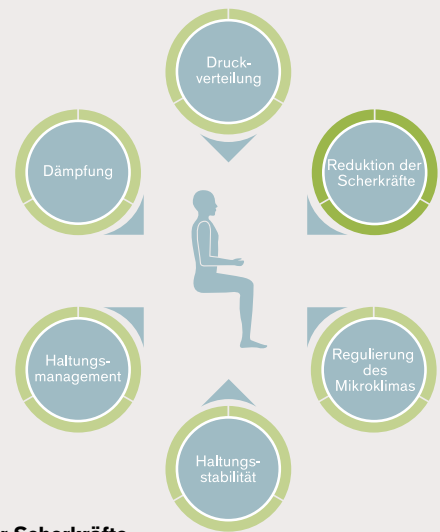 Druck-
verteilung
Dämpfung
Reduktion der
Scherkräfte
Haltungs-
management
Regulierung
des
Mikroklimas
Haltungs-
stabilität